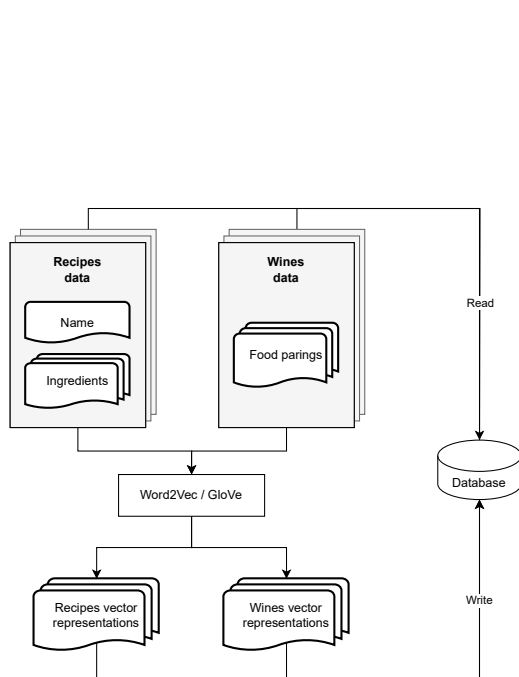 Recipes
data
Wines
data
Name
Ingredients
Food parings
Read
Word2Vec / GloVe
Database
Recipes vector
representations
Wines vector
representations
Write